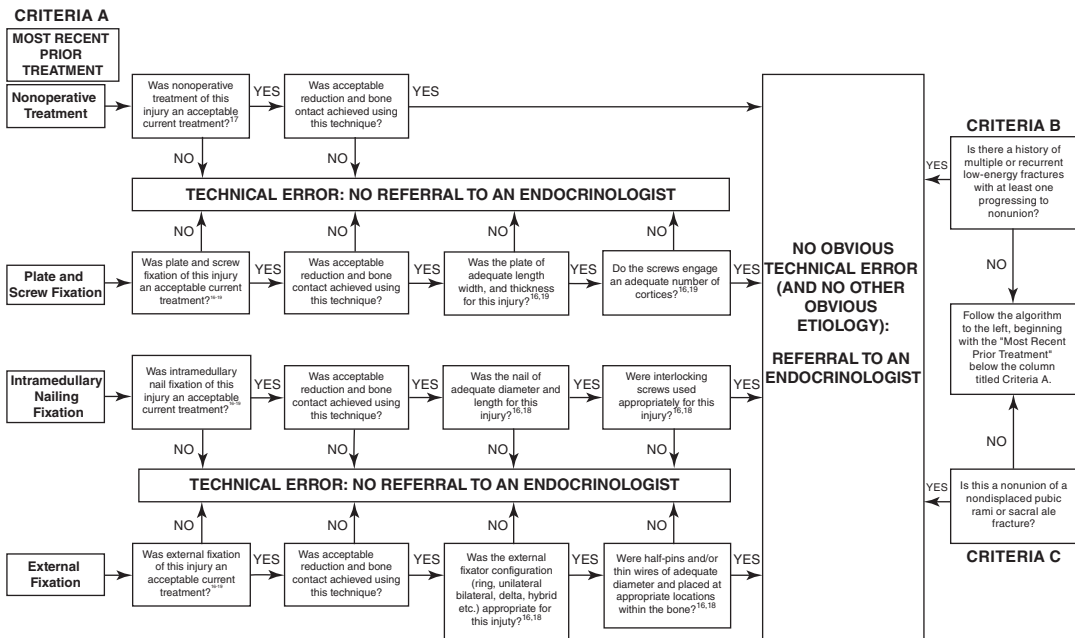 CRITERIA A
MOST RECENT
PRIOR
TREATMENT
Nonoperative
Treatment
Was nonoperative
treatment of this
injury an acceptable
current treatment?17
YES
Was acceptable
reduction and bone
ontact achieved using
this technique?
YES
NO
NO
TECHNICAL ERROR: NO REFERRAL TO AN ENDOCRINOLOGIST
NO
NO
NO
NO
Plate and
Screw Fixation
Was plate and screw
fixation of this injury
an acceptable current
treatment?16-19
YES
Was acceptable
reduction and bone
contact achieved using
this technique?
YES
Was the plate of
adequate length
width, and thickness
for this injury?16,19
YES
Do the screws engage
an adequate number of
cortices?16,19
YES
Intramedullary
Nailing
Fixation
Was intramedullary
nail fixation of this
injury an acceptable
current treatment?16-19
YES
Was acceptable
reduction and bone
contact achieved using
this technique?
YES
Was the nail of
adequate diameter and
length for this
injury?16,18
YES
Were interlocking
screws used
appropriately for this
injury?16,18
YES
NO
NO
NO
NO
TECHNICAL ERROR: NO REFERRAL TO AN ENDOCRINOLOGIST
NO
NO
NO
NO
External
Fixation
Was external fixation
of this injury an
acceptable current
treatment?16-19
YES
Was acceptable
reduction and bone
contact achieved using
this technique?
YES
Was the external
fixator configuration
(ring, unilateral
bilateral, delta, hybrid
etc.) appropriate for
this injuty?16,18
YES
Were half-pins and/or
thin wires of adequate
diameter and placed at
appropriate locations
within the bone?16,18
YES
NO OBVIOUS
TECHNICAL ERROR
(AND NO OTHER
OBVIOUS
ETIOLOGY):
REFERRAL TO AN
ENDOCRINOLOGIST
CRITERIA B
YES
Is there a history of
multiple or recurrent
low-energy fractures
with at least one
progressing to
nonunion?
NO
Follow the algorithm
to the left, beginning
with the "Most Recent
Prior Treatment"
below the column
titled Criteria A.
NO
YES
Is this a nonunion of a
nondisplaced pubic
rami or sacral ale
fracture?
CRITERIA C